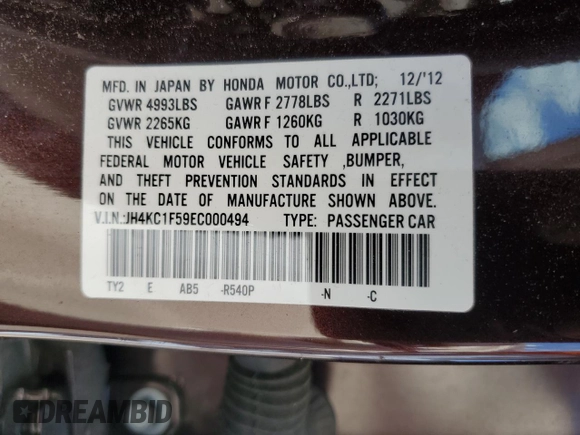 MFD. IN JAPAN BY HONDA MOTOR CO.,LTD; 12/'12
GVWR 4993LBS GAWR F 2778LBS R 2271LBS
GVWR 2265KG GAWR F 1260KG R 1030KG
THIS VEHICLE CONFORMS TO ALL APPLICABLE
FEDERAL MOTOR VEHICLE SAFETY ,BUMPER,
AND THEFT PREVENTION STANDARDS IN EFFECT
ON THE DATE OF MANUFACTURE SHOWN ABOVE.
V.I.N.:JH4KC1F59EC000494 TYPE: PASSENGER CAR
TY2 E AB5 -R540P -N -C
DREAMBID